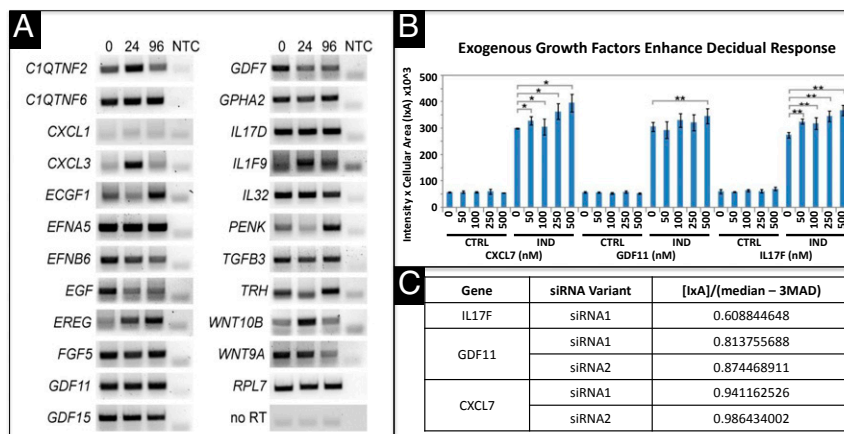 A
0 24 96 NTC
C1QTNF2
C1QTNF6
CXCL1
CXCL3
ECGF1
EFNA5
EFNB6
EGF
EREG
FGF5
GDF11
GDF15
0 24 96 NTC
GDF7
GPHA2
IL17D
IL1F9
IL32
PENK
TGFB3
TRH
WNT10B
WNT9A
RPL7
no RT
B
Exogenous Growth Factors Enhance Decidual Response
Intensity x Cellular Area (IxA) x10^3
500
400
300
200
100
0
* * * * ** ** ** ** **
0 50 100 250 500 0 50 100 250 500 0 50 100 250 500 0 50 100 250 500 0 50 100 250 500 0 50 100 250 500
CTRL IND CTRL IND CTRL IND
CXCL7 (nM) GDF11 (nM) IL17F (nM)
C
Gene siRNA Variant [IxA]/(median – 3MAD)
IL17F siRNA1 0.608844648
GDF11 siRNA1 0.813755688
siRNA2 0.874468911
CXCL7 siRNA1 0.941162526
siRNA2 0.986434002